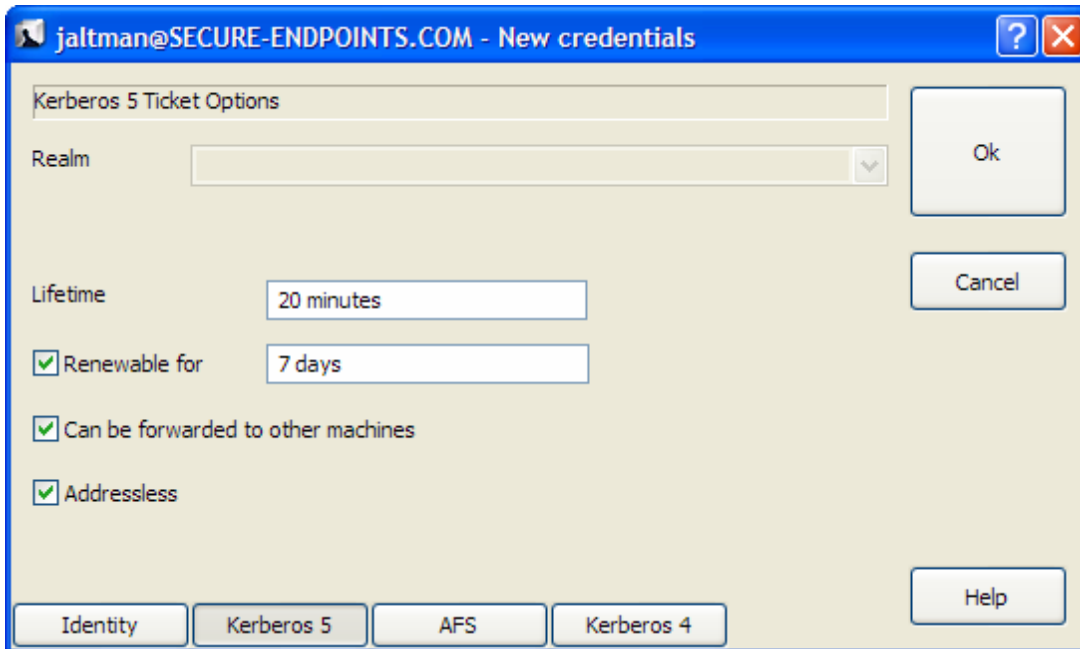 jaltman@SECURE-ENDPOINTS.COM - New credentials
Kerberos 5 Ticket Options
Realm
Ok
Lifetime
20 minutes
Cancel
Renewable for
7 days
Can be forwarded to other machines
Addressless
Help
Identity
Kerberos 5
AFS
Kerberos 4